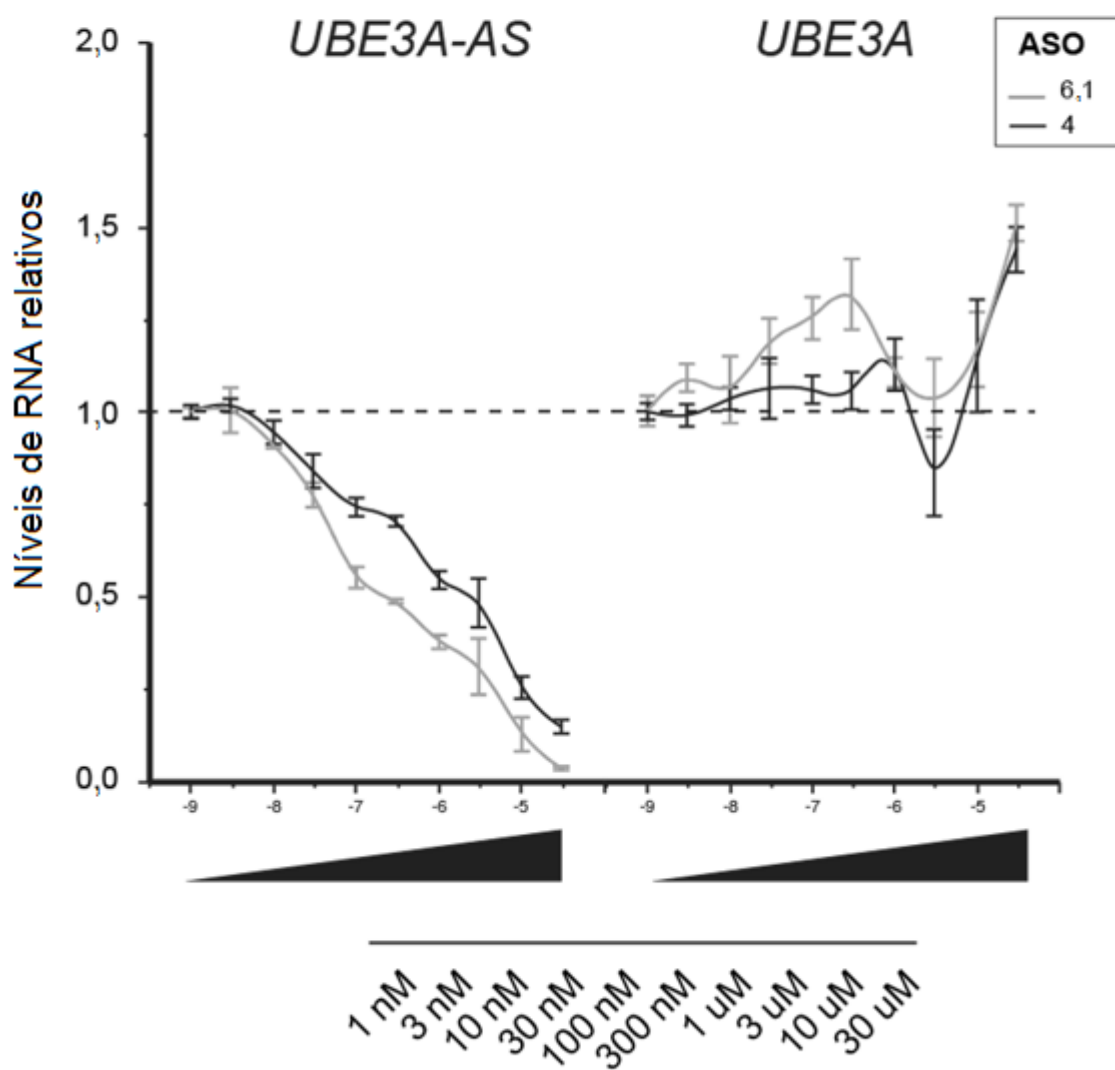 UBE3A-AS
UBE3A
ASO
6,1
4
Níveis de RNA relativos
2,0
1,5
1,0
0,5
0,0
-9 -8 -7 -6 -5 -9 -8 -7 -6 -5
1 nM
3 nM
10 nM
30 nM
100 nM
300 nM
1 uM
3 uM
10 uM
30 uM